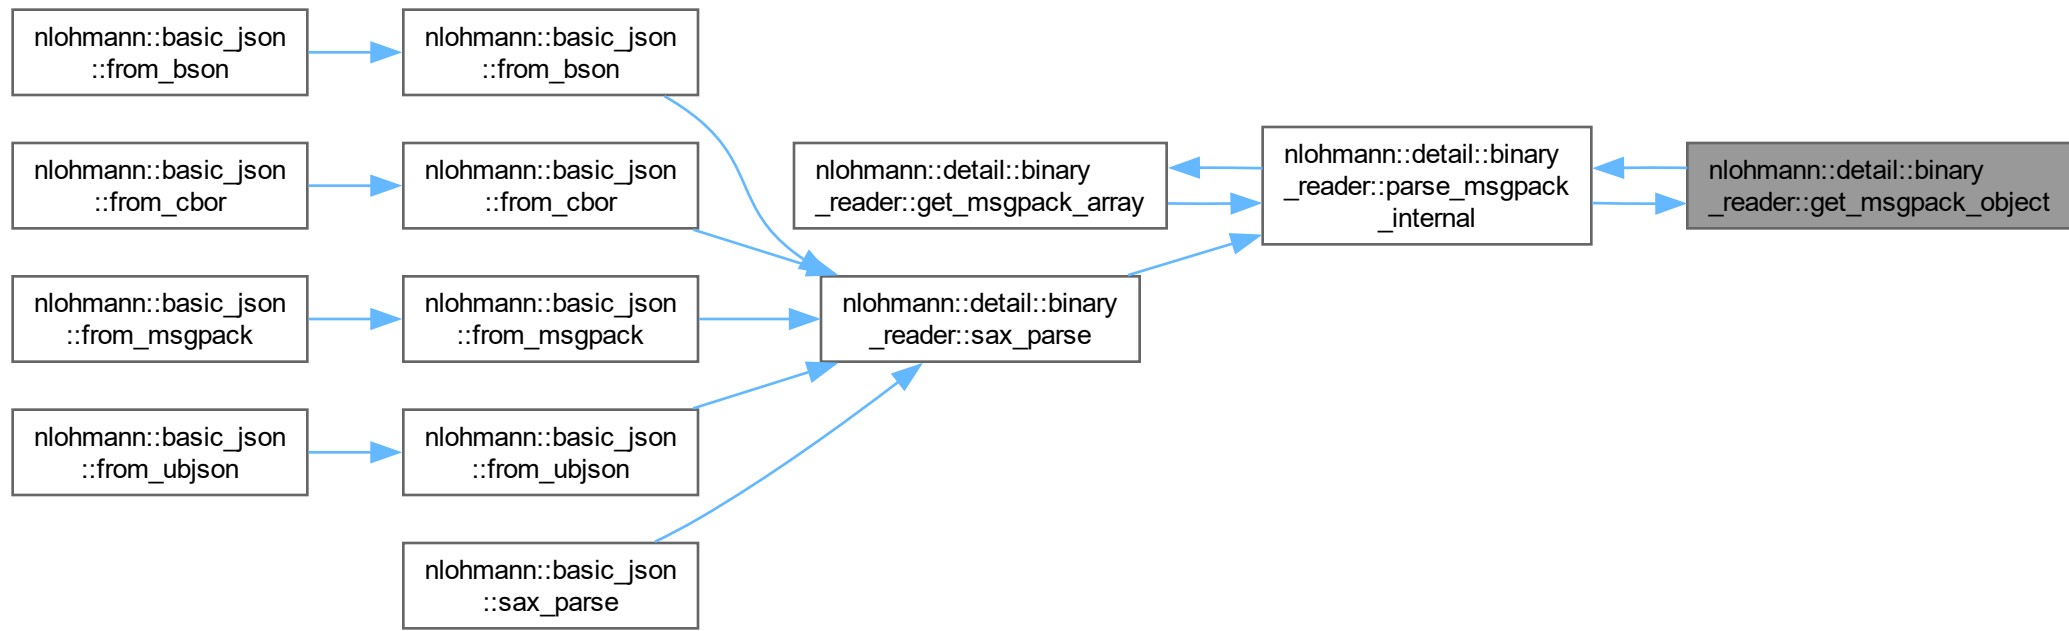 nlohmann::basic_json
::from_bson
nlohmann::basic_json
::from_bson
nlohmann::basic_json
::from_cbor
nlohmann::basic_json
::from_cbor
nlohmann::basic_json
::from_msgpack
nlohmann::basic_json
::from_msgpack
nlohmann::basic_json
::from_ubjson
nlohmann::basic_json
::from_ubjson
nlohmann::basic_json
::sax_parse
nlohmann::detail::binary
_reader::get_msgpack_array
nlohmann::detail::binary
_reader::sax_parse
nlohmann::detail::binary
_reader::parse_msgpack
_internal
nlohmann::detail::binary
_reader::get_msgpack_object